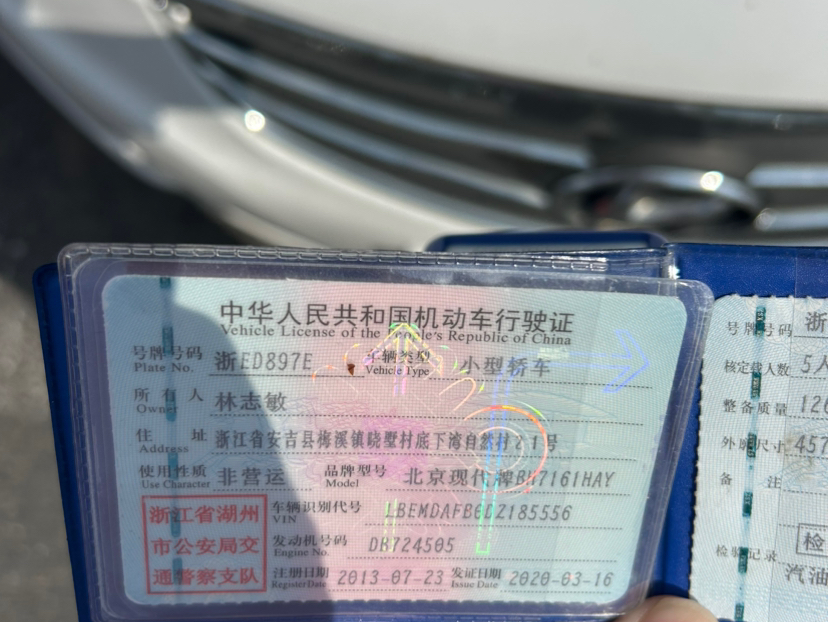 中华人民共和国机动车行驶证
Vehicle License of the People's Republic of China
号牌号码 Plate No. 浙ED897E 车辆类型 Vehicle Type 小型轿车
所有人 Owner 林志敏
住址 Address 浙江省安吉县梅溪镇晓墅村底下湾自然村 1号
使用性质 Use Character 非营运 品牌型号 Model 北京现代牌BH7161HAY
浙江省湖州
市公安局交
通警察支队
车辆识别代号 VIN LBEMDAFB6DZ185556
发动机号码 Engine No. DB724505
注册日期 Register Date 2013-07-23 发证日期 Issue Date 2020-03-16
号牌号码 浙
核定载人数 5人
整备质量 126
外廓尺寸 457
备注
检
检验记录
汽油